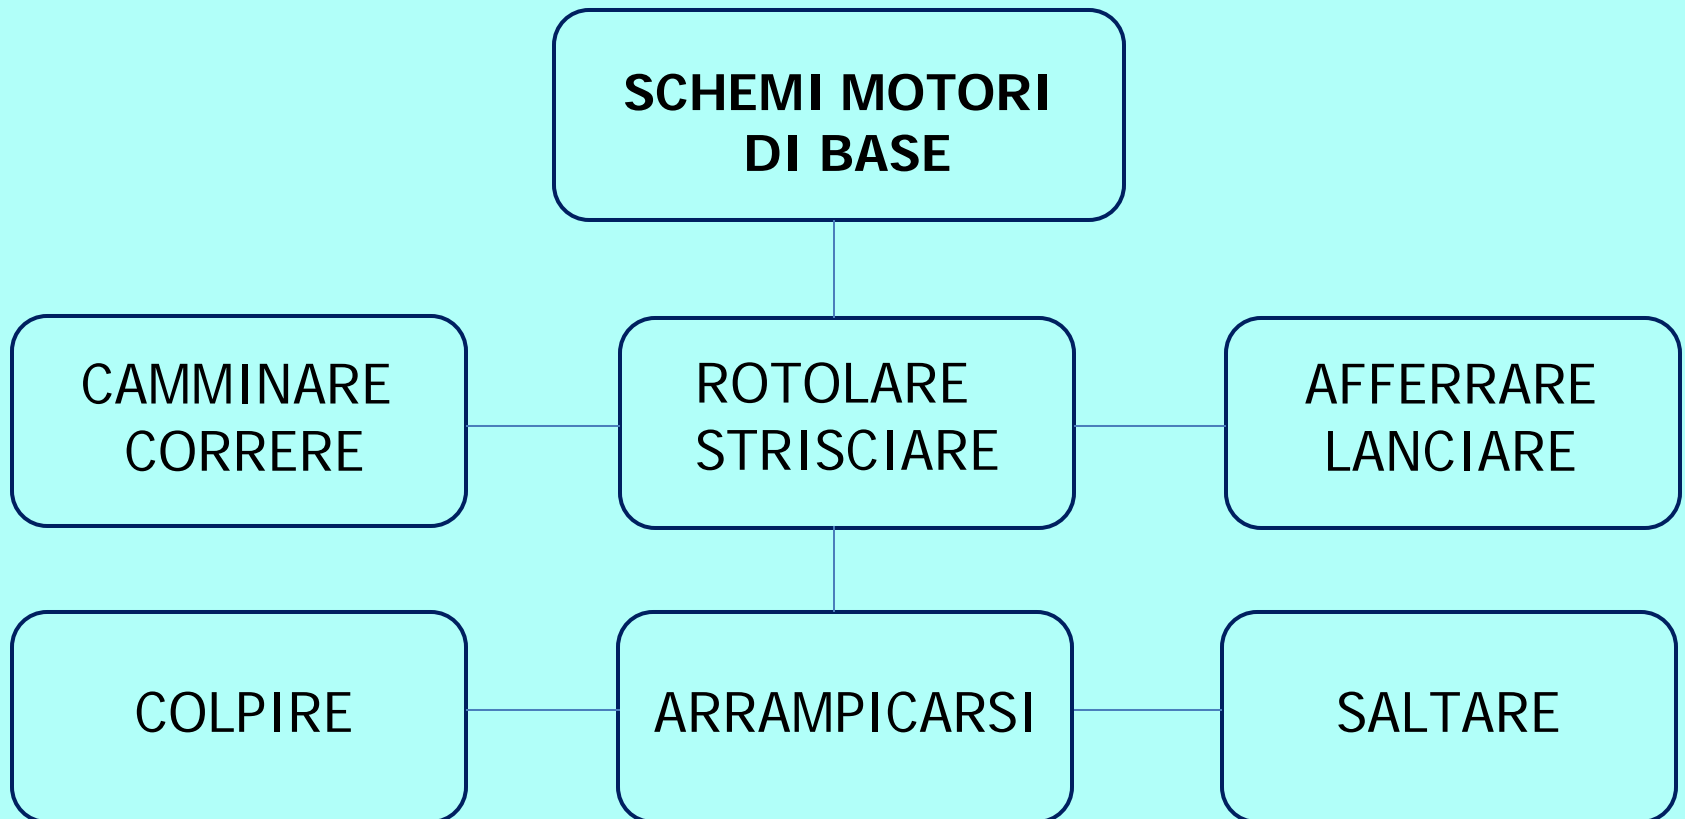 SCHEMI MOTORI
DI BASE
CAMMINARE
CORRERE
ROTOLARE
STRISCIARE
AFFERRARE
LANCIARE
COLPIRE
ARRAMPICARSI
SALTARE